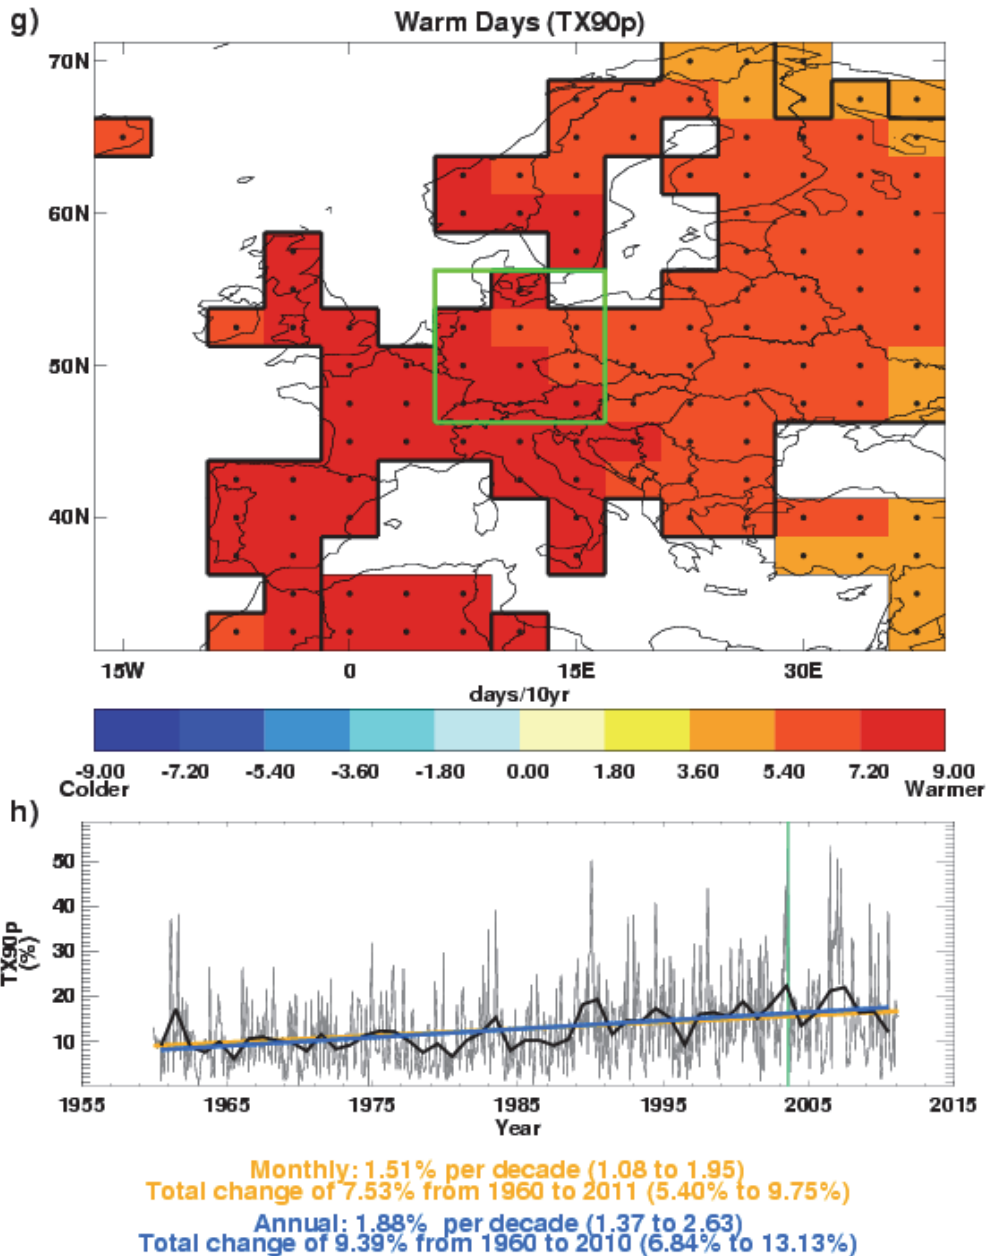 g)
Warm Days (TX90p)
70N
60N
50N
40N
15W 0 15E 30E
days/10yr
-9.00 -7.20 -5.40 -3.60 -1.80 0.00 1.80 3.60 5.40 7.20 9.00
Colder Warmer
h)
50
40
30
20
10
TX90p
(%)
1955 1965 1975 1985 1995 2005 2015
Year
Monthly: 1.51% per decade (1.08 to 1.95)
Total change of 7.53% from 1960 to 2011 (5.40% to 9.75%)
Annual: 1.88% per decade (1.37 to 2.63)
Total change of 9.39% from 1960 to 2010 (6.84% to 13.13%)